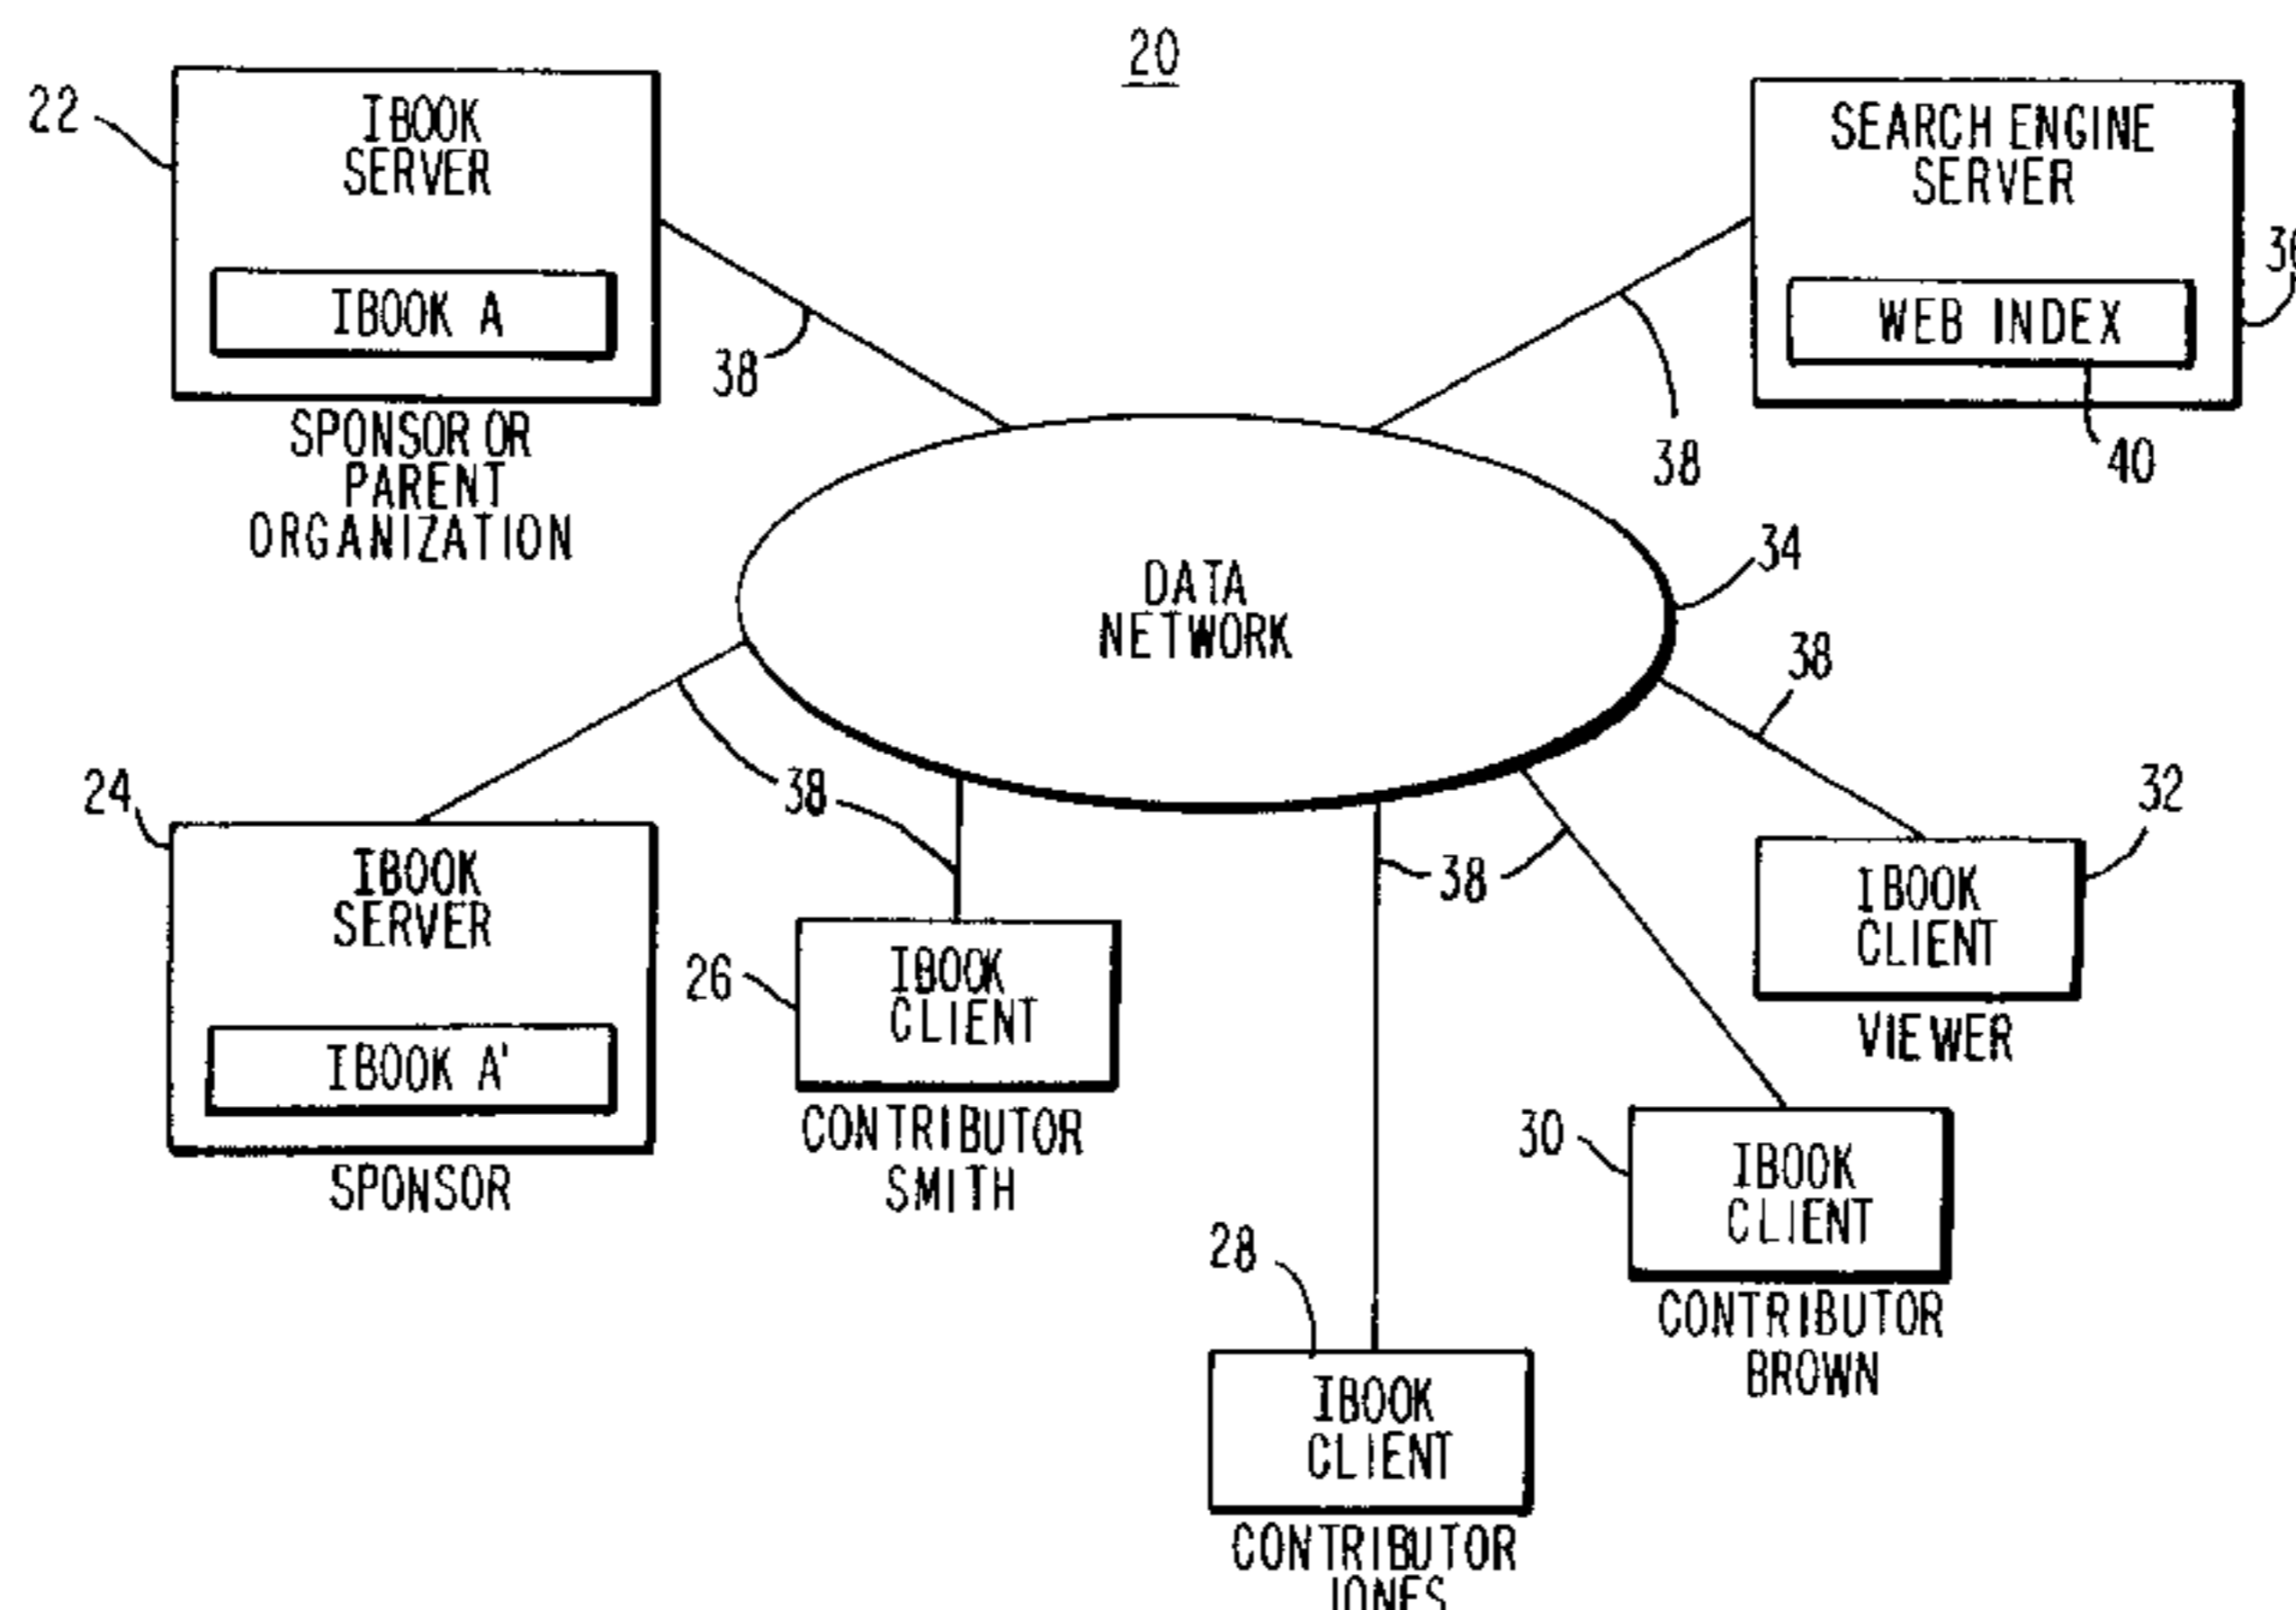 20
22
IBOOK
SERVER
IBOOK A
SPONSOR OR
PARENT
ORGANIZATION
38
SEARCH ENGINE
SERVER
WEB INDEX
40
38
DATA
NETWORK
34
38
24
IBOOK
SERVER
IBOOK A'
SPONSOR
38
26
IBOOK
CLIENT
CONTRIBUTOR
SMITH
38
32
IBOOK
CLIENT
VIEWER
30
IBOOK
CLIENT
CONTRIBUTOR
BROWN
28
IBOOK
CLIENT
CONTRIBUTOR
JONES